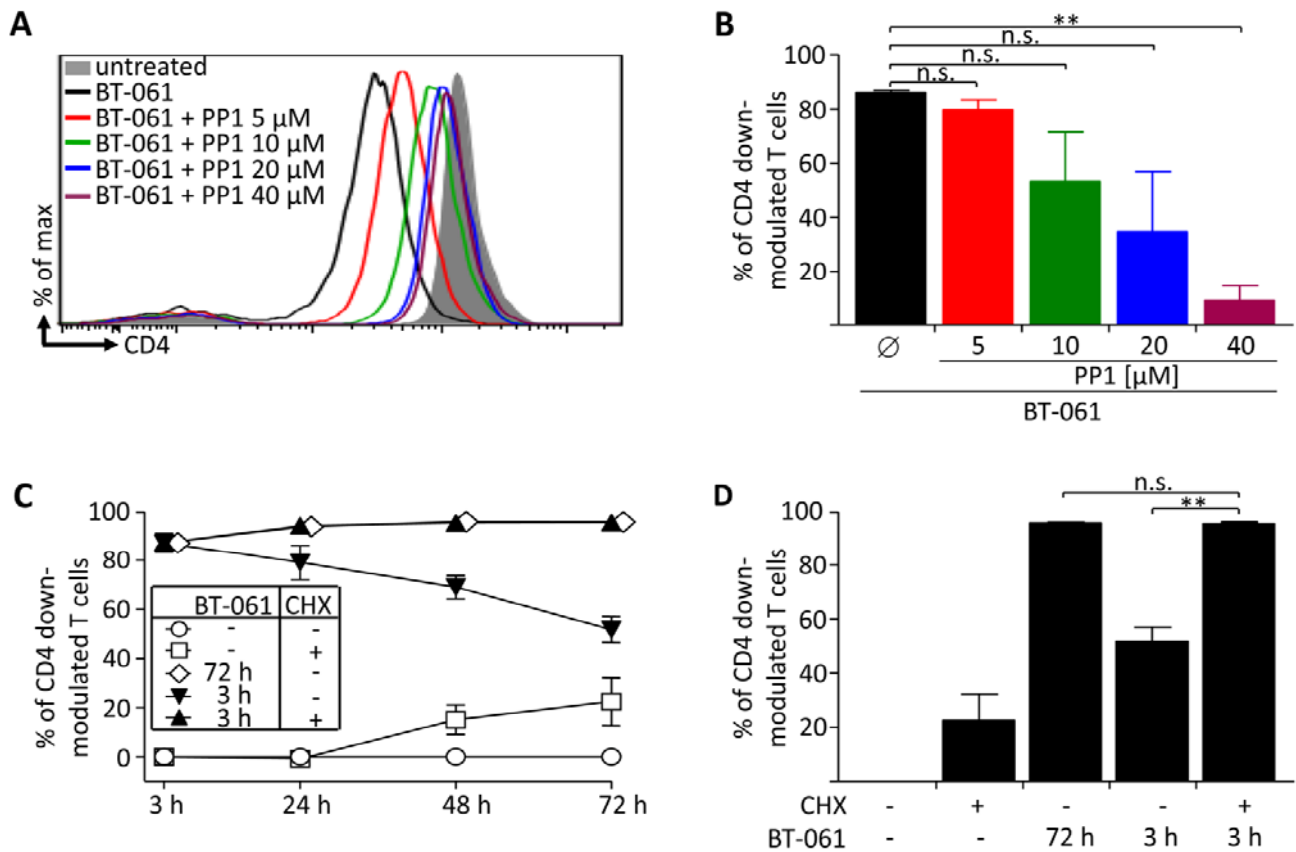 A
untreated
BT-061
BT-061 + PP1 5 µM
BT-061 + PP1 10 µM
BT-061 + PP1 20 µM
BT-061 + PP1 40 µM
% of max
CD4
B
**
n.s.
n.s.
n.s.
% of CD4 down-
modulated T cells
100
80
60
40
20
∅ 5 10 20 40
PP1 [µM]
BT-061
C
% of CD4 down-
modulated T cells
100
80
60
40
20
0
BT-061 CHX
- -
- +
72 h -
3 h -
3 h +
3 h 24 h 48 h 72 h
D
n.s.
**
% of CD4 down-
modulated T cells
100
80
60
40
20
CHX - + - - +
BT-061 - - 72 h 3 h 3 h